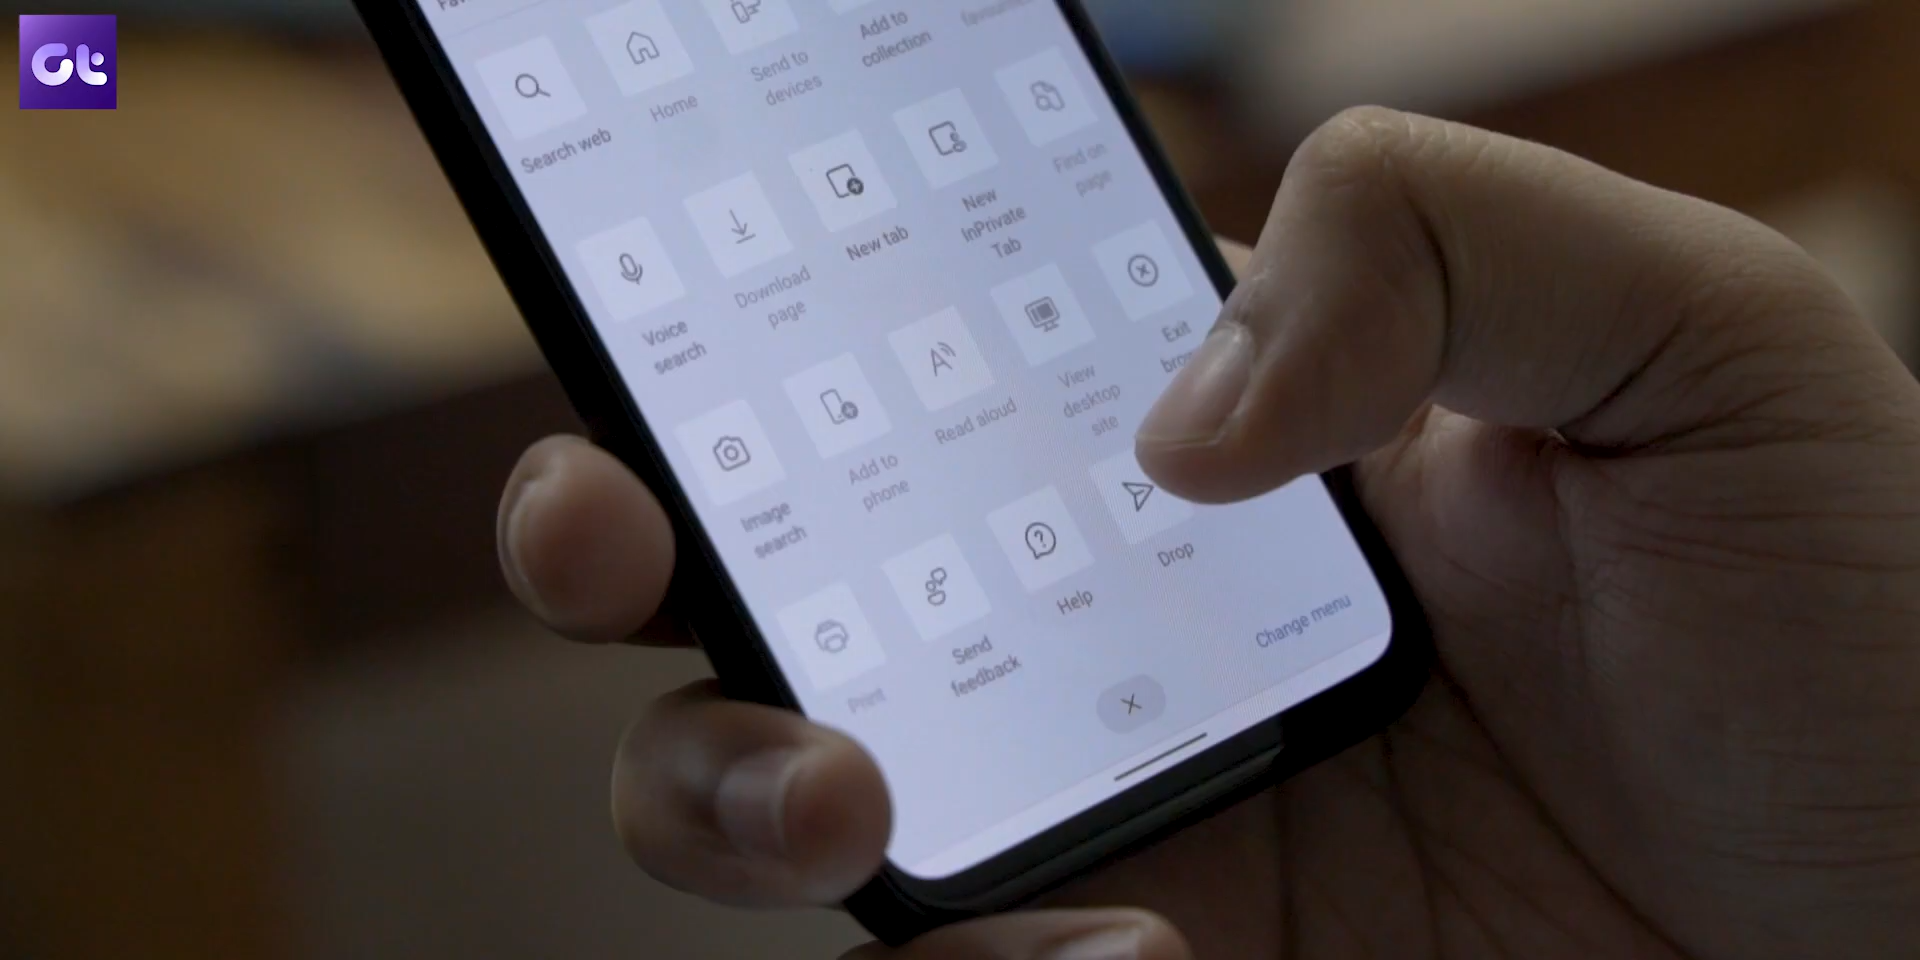 Gt
Search web
Home
Send to
devices
Add to
collection
Voice
search
Download
page
New tab
New
InPrivate
Tab
Find on
page
Image
search
Add to
phone
Read aloud
View
desktop
site
Exit
Print
Send
feedback
Help
Drop
Change menu